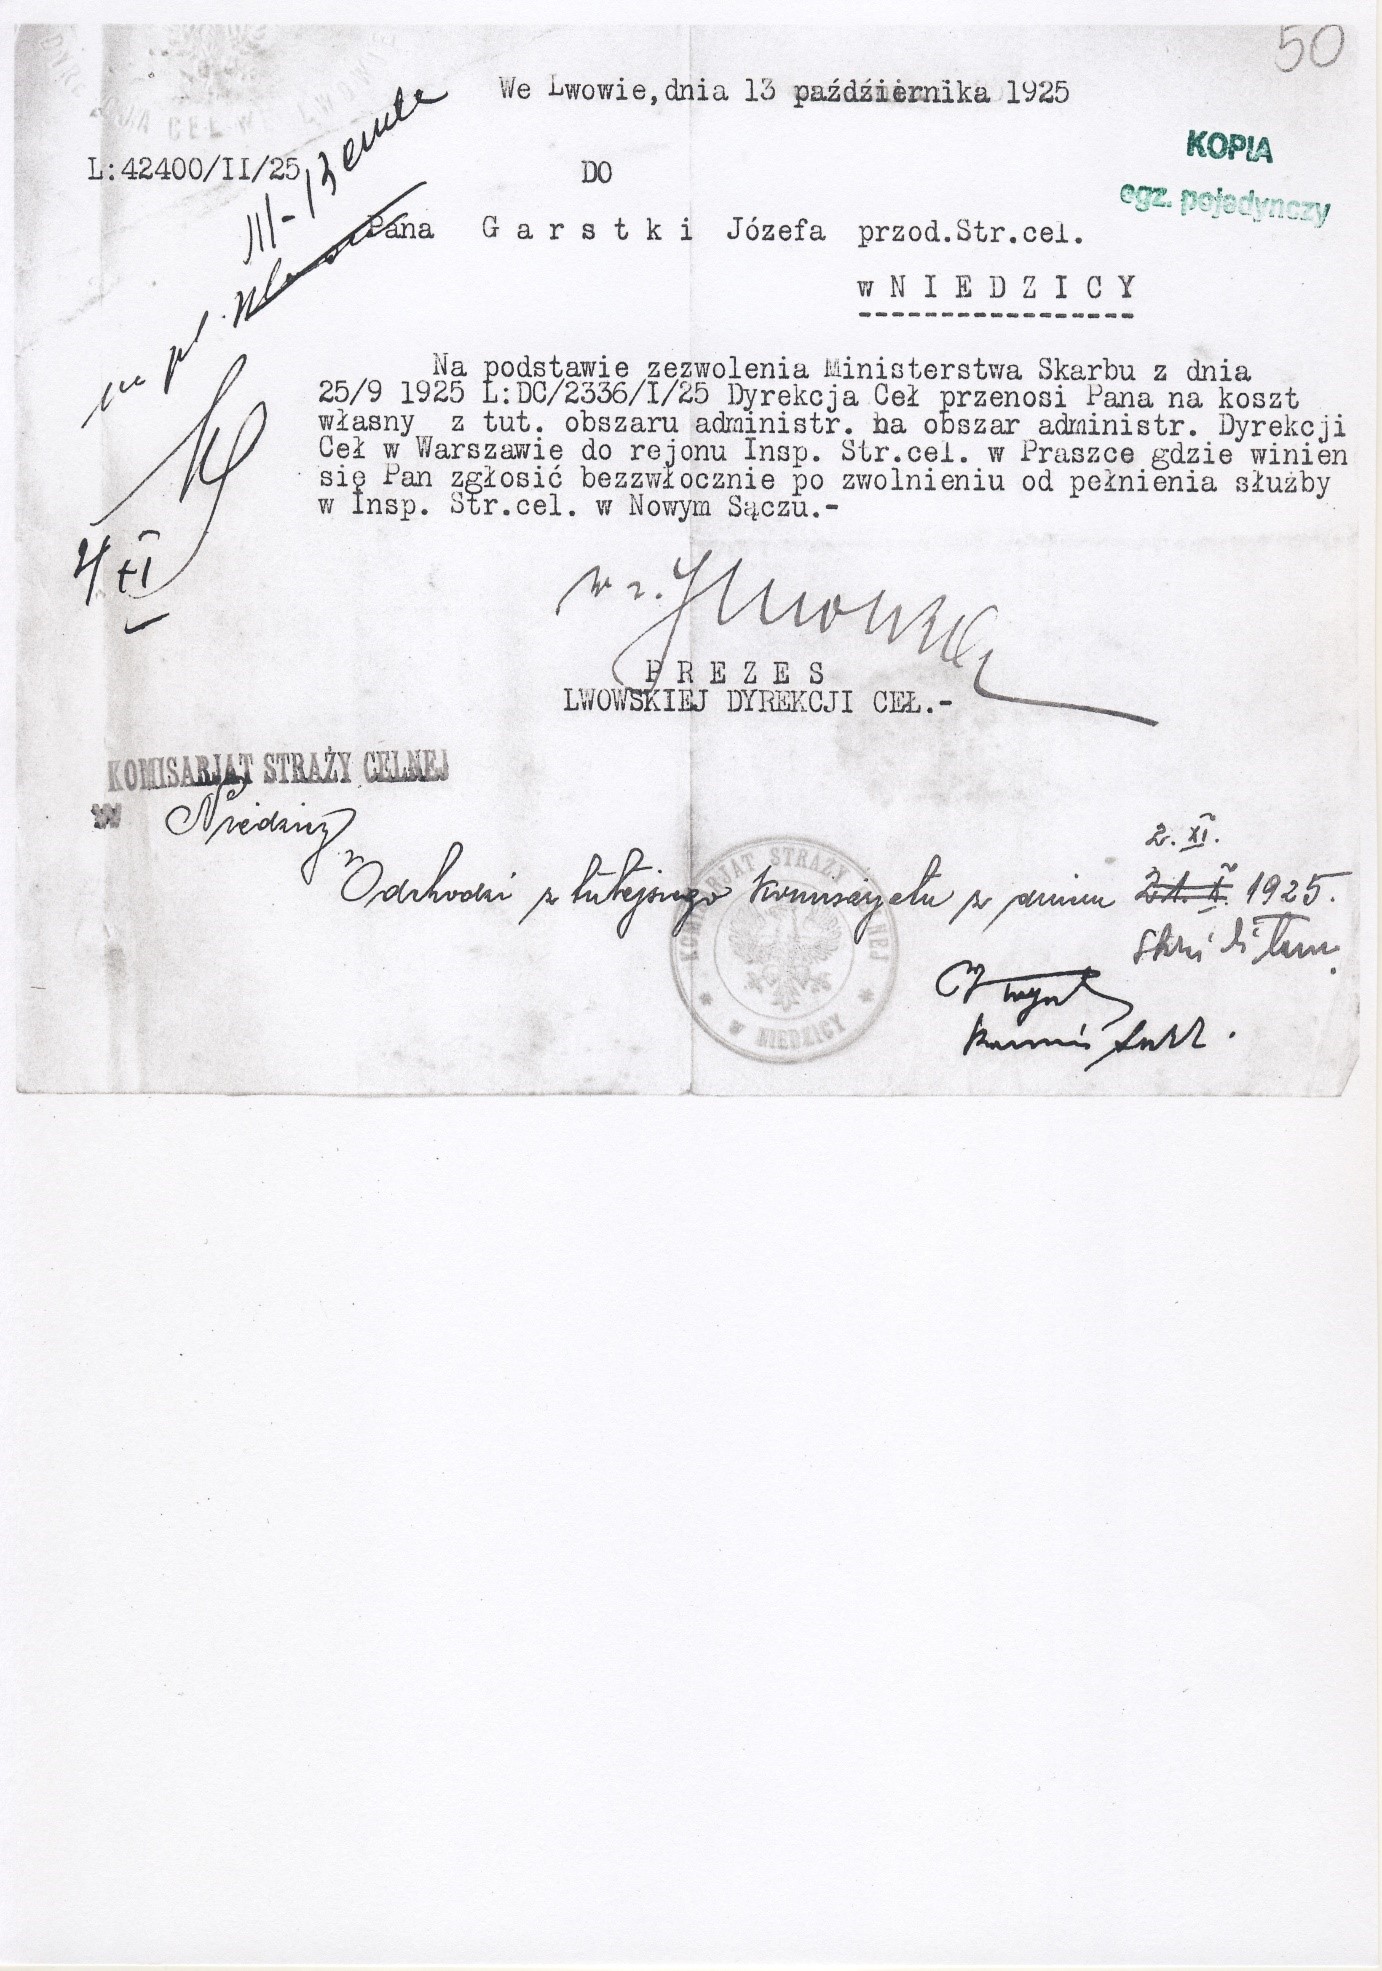 50
We Lwowie, dnia 13 października 1925
KOPIA
egz. pojedynczy
L:42400/II/25
DO
Pana G a r s t k i Józefa przod.Str.cel.
w N I E D Z I C Y
Na podstawie zezwolenia Ministerstwa Skarbu z dnia
25/9 1925 L:DC/2336/I/25 Dyrekcja Ceł przenosi Pana na koszt
własny z tut. obszaru administr. na obszar administr. Dyrekcji
Ceł w Warszawie do rejonu Insp. Str.cel. w Praszce gdzie winien
się Pan zgłosić bezzwłocznie po zwolnieniu od pełnienia służby
w Insp. Str.cel. w Nowym Sączu.-
4/XI
P R E Z E S
LWOWSKIEJ DYREKCJI CEŁ.-
KOMISARJAT STRAŻY CELNEJ
w Niedzicy
2. XI.
Odchodzi z tutejszego Komisarjatu z dniem 21. X. 1925.
KOMISARJAT STRAŻY CELNEJ
* W NIEDZICY *